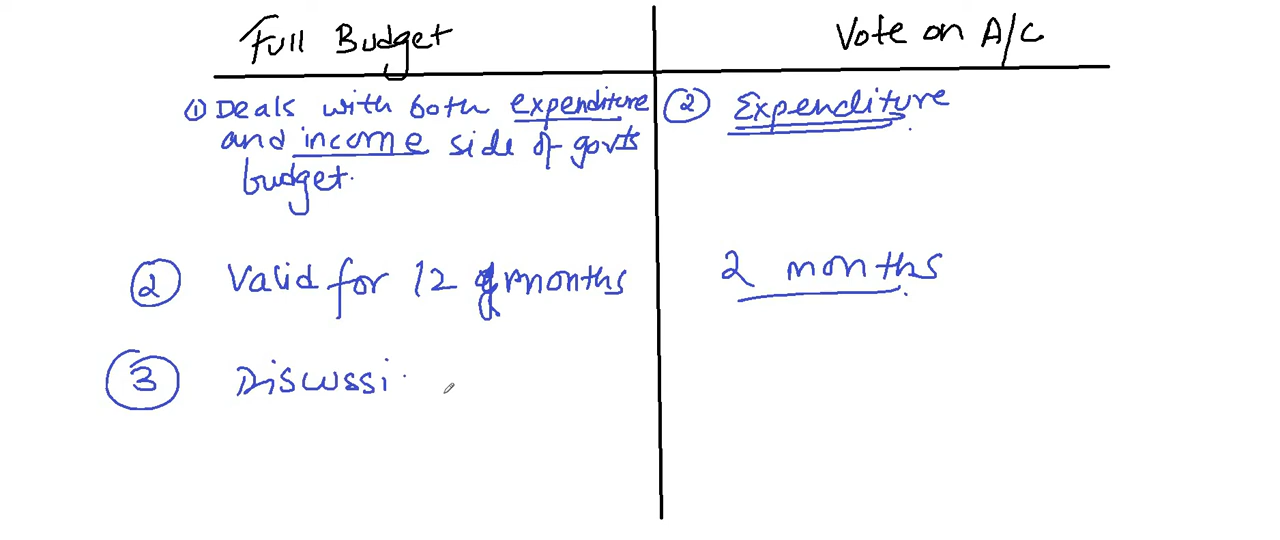 Full Budget
Vote on A/C
① Deals with both expenditure
and income side of govts
budget.
② Expenditure
② Valid for 12 months
2 months
③ Discussi